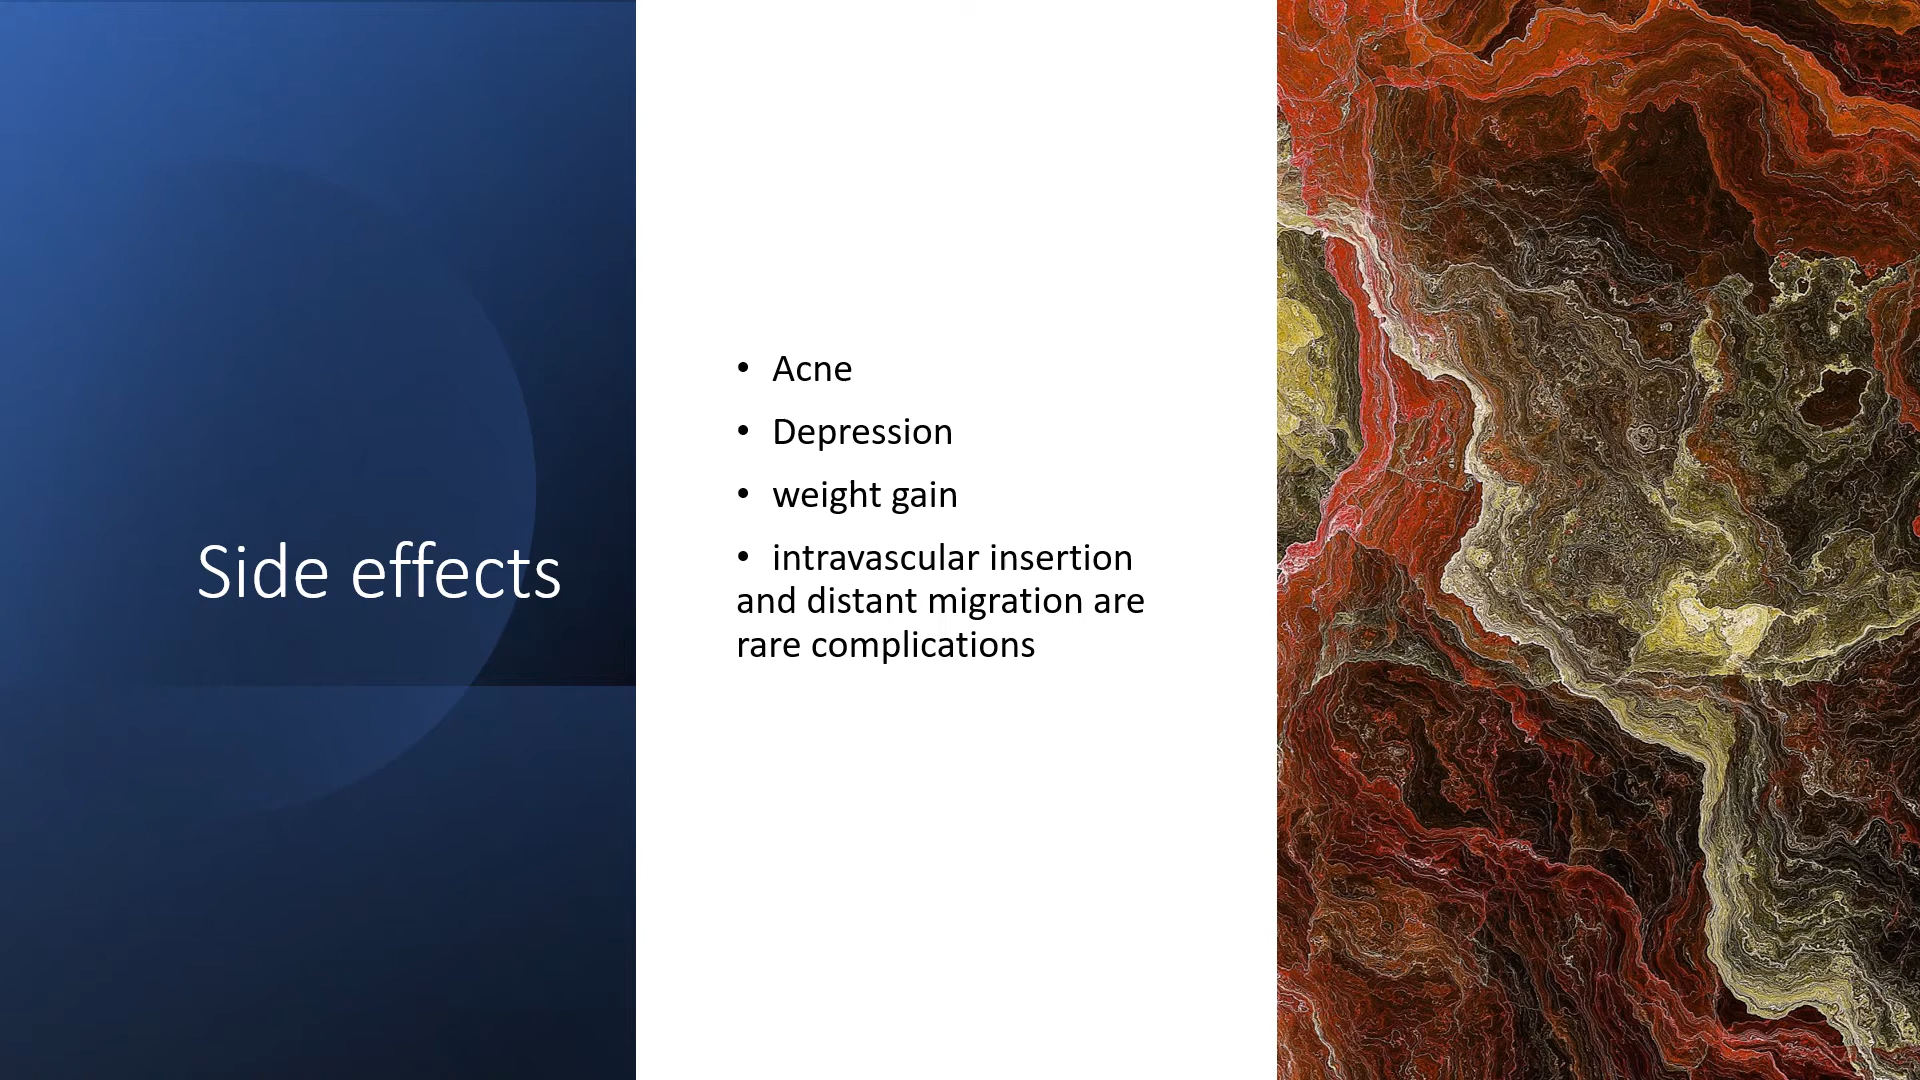 Side effects
• Acne
• Depression
• weight gain
• intravascular insertion
and distant migration are
rare complications